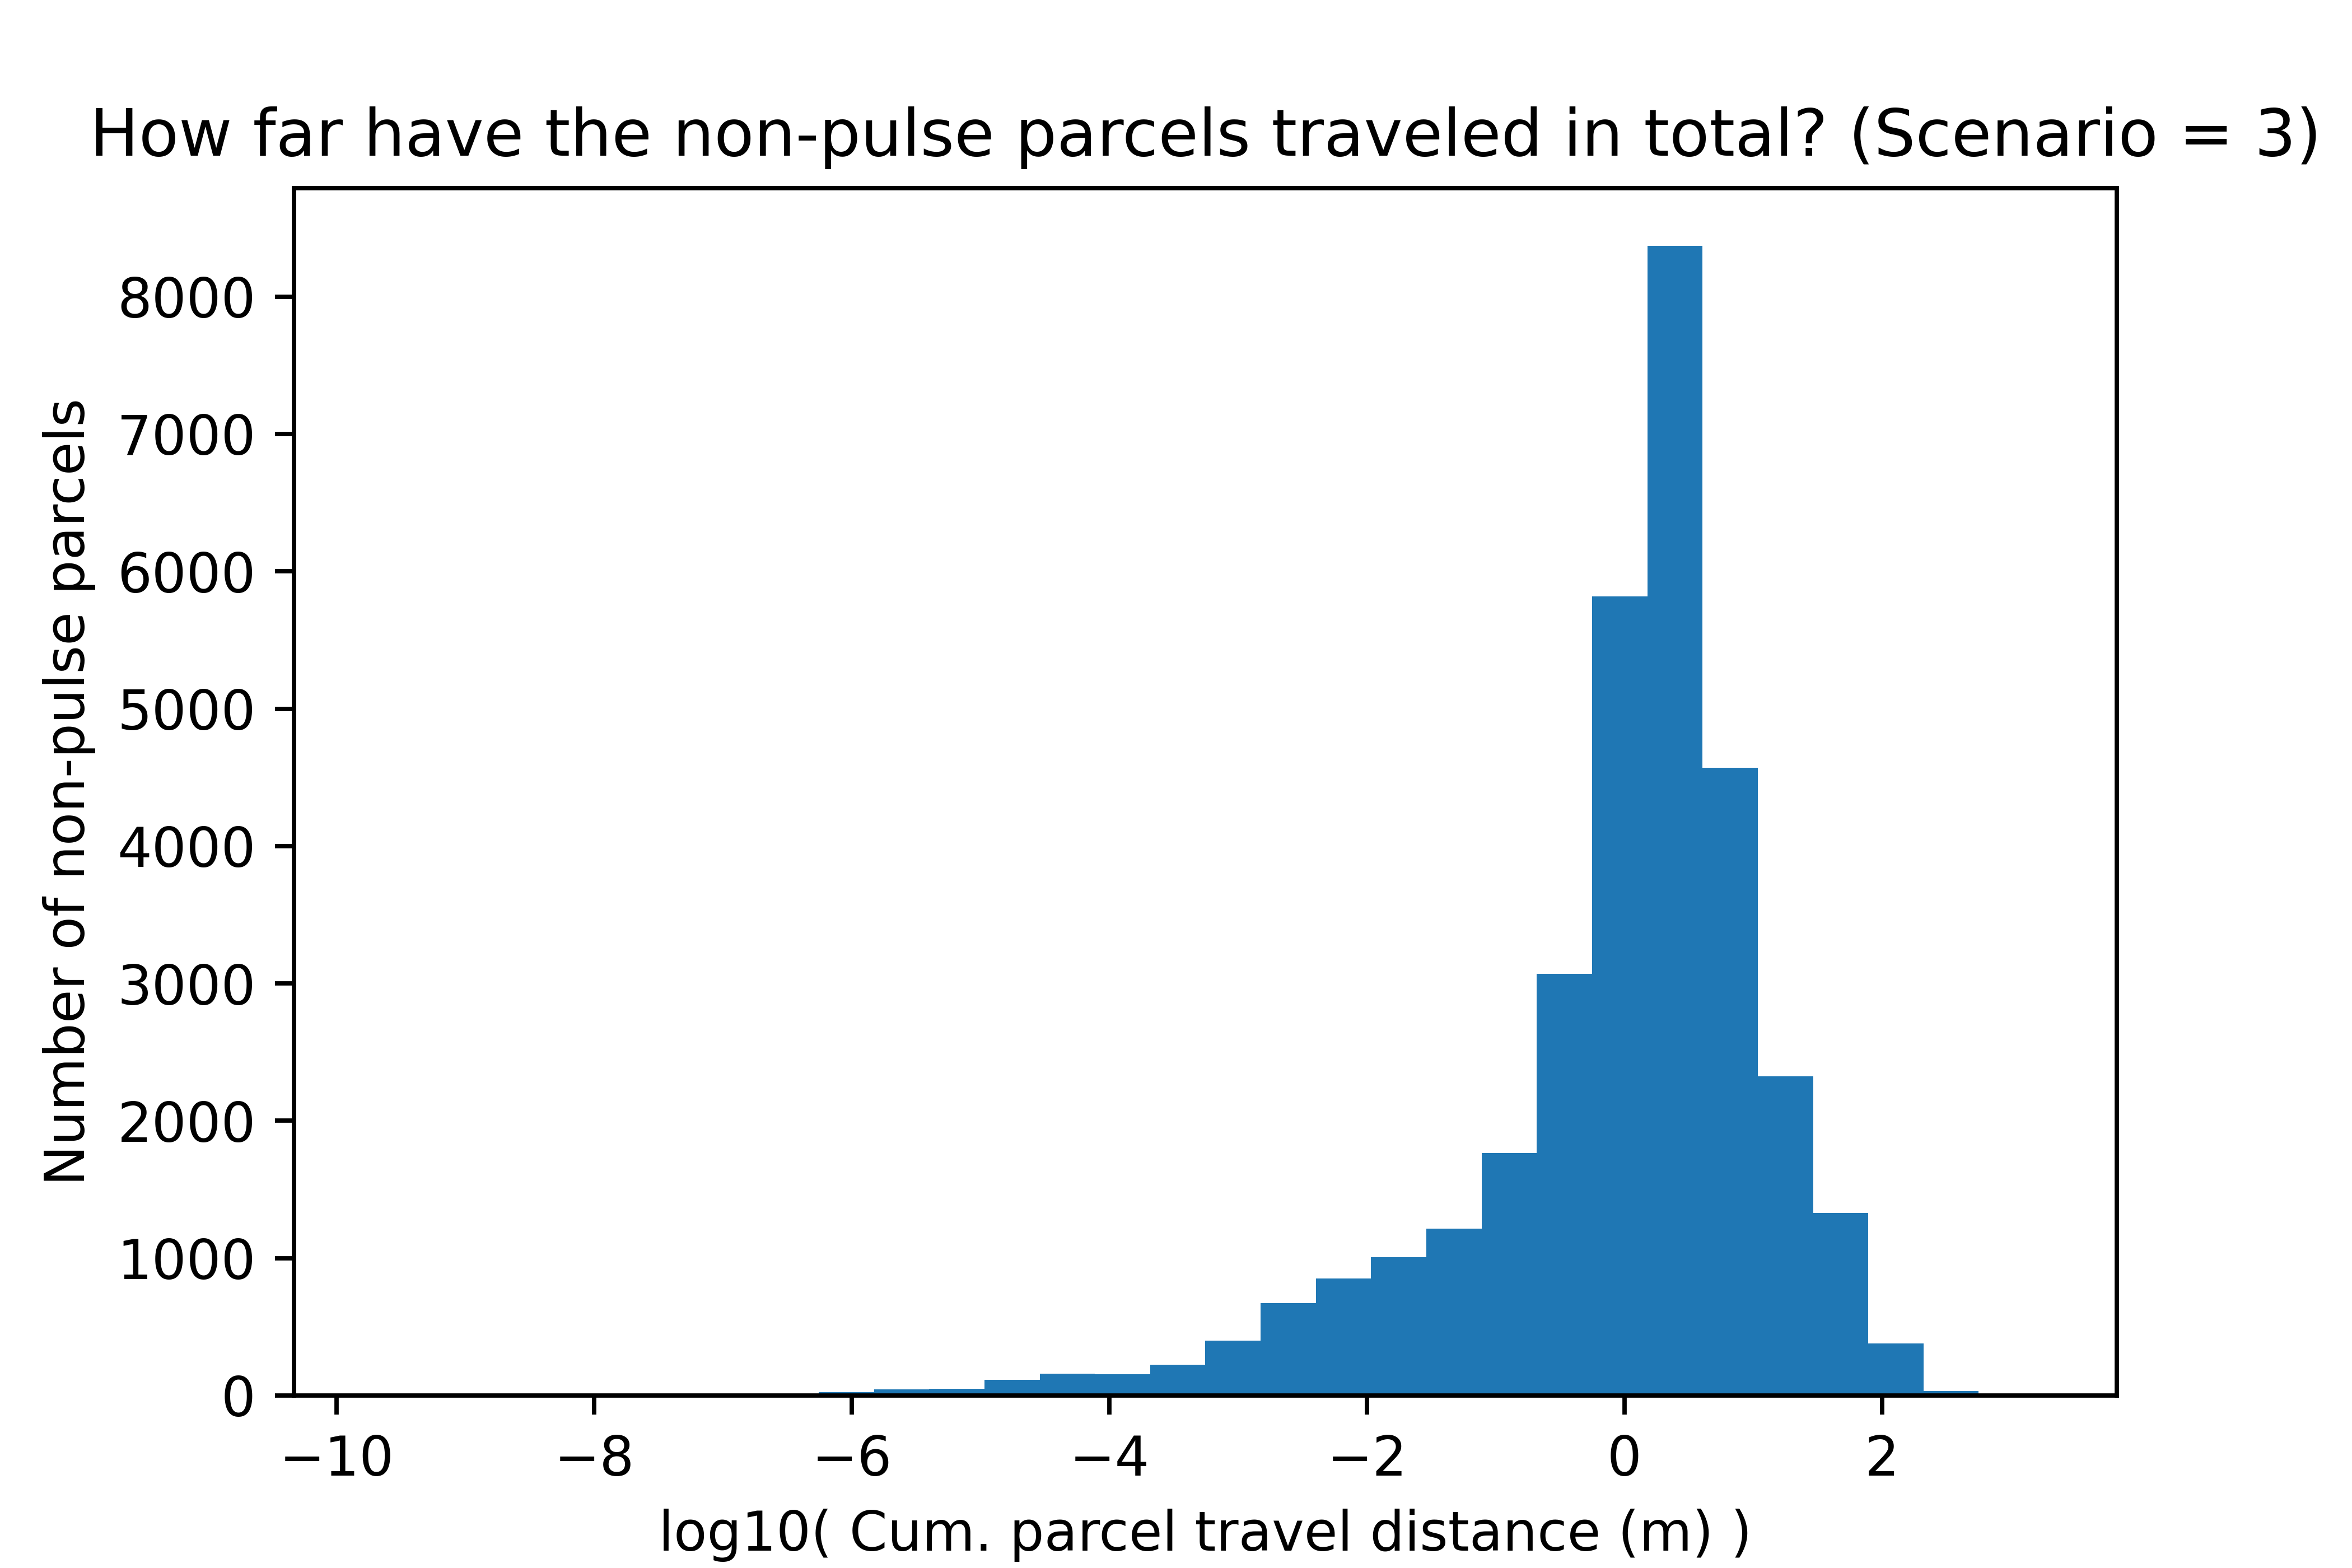 How far have the non-pulse parcels traveled in total? (Scenario = 3)
Number of non-pulse parcels
8000
7000
6000
5000
4000
3000
2000
1000
0
−10 −8 −6 −4 −2 0 2
log10( Cum. parcel travel distance (m) )